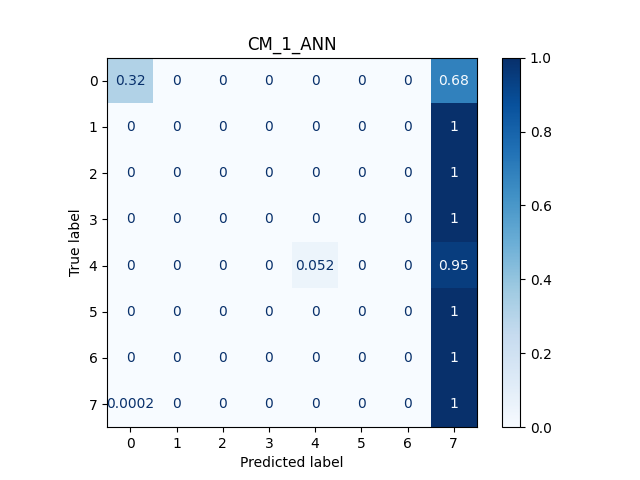 CM_1_ANN
True label
0 0.32 0 0 0 0 0 0 0.68
1 0 0 0 0 0 0 0 1
2 0 0 0 0 0 0 0 1
3 0 0 0 0 0 0 0 1
4 0 0 0 0 0.052 0 0 0.95
5 0 0 0 0 0 0 0 1
6 0 0 0 0 0 0 0 1
7 0.0002 0 0 0 0 0 0 1
0 1 2 3 4 5 6 7
Predicted label
1.0
0.8
0.6
0.4
0.2
0.0